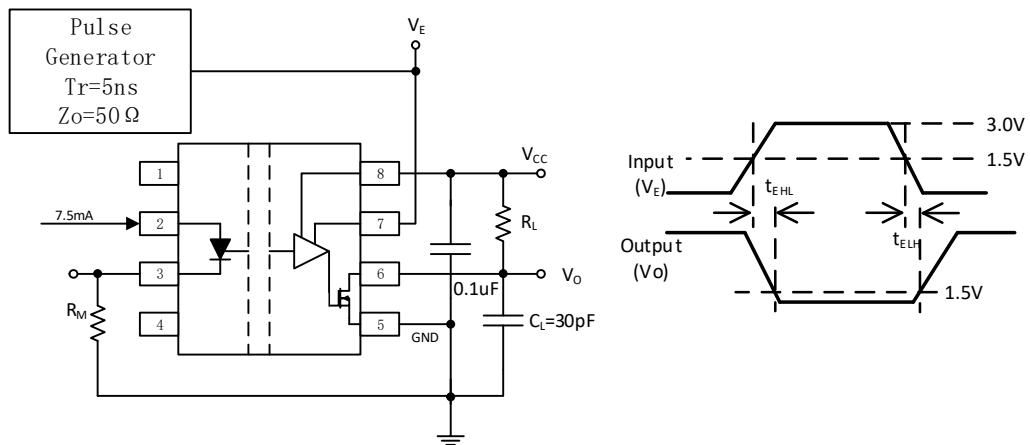 Pulse
Generator
Tr=5ns
Zo=50Ω
VE
1
2
3
4
8
7
6
5
7.5mA
RM
VCC
RL
0.1uF
VO
CL=30pF
GND
Input
(VE)
3.0V
1.5V
tEHL
tELH
Output
(Vo)
1.5V